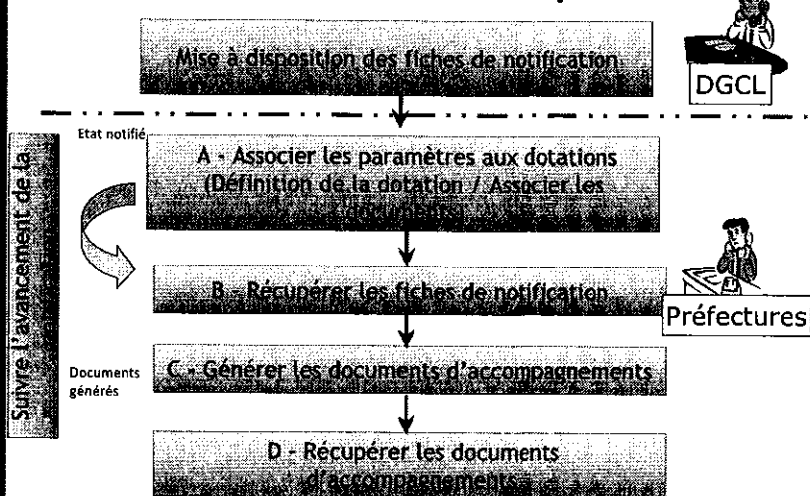 Mise à disposition des fiches de notification
DGCL
Etat notifié
A - Associer les paramètres aux dotations
(Définition de la dotation / Associer les
documents)
B - Récupérer les fiches de notification
Préfectures
Suivre l'avancement de la
Documents
générés
C - Générer les documents d'accompagnements
D - Récupérer les documents
d'accompagnements